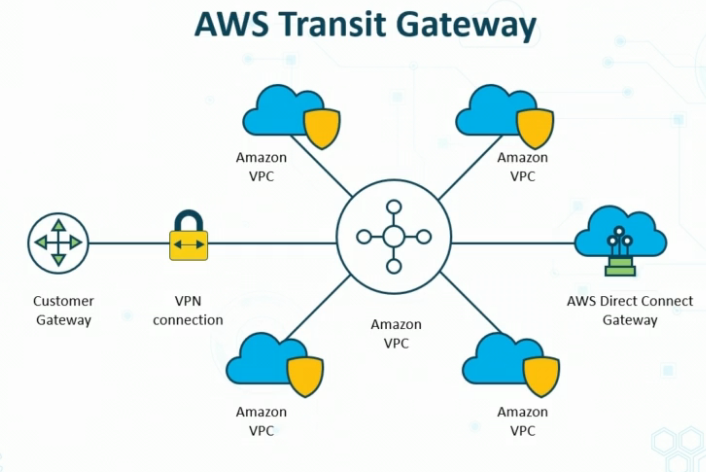 AWS Transit Gateway
Amazon
VPC
Amazon
VPC
Customer
Gateway
VPN
connection
Amazon
VPC
AWS Direct Connect
Gateway
Amazon
VPC
Amazon
VPC